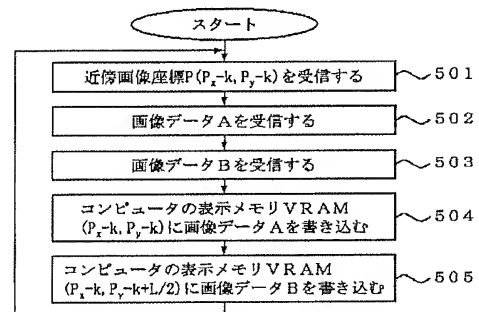 スタート
近傍画像座標P(Px-k,Py-k)を受信する
501
画像データAを受信する
502
画像データBを受信する
503
コンピュータの表示メモリVRAM
(Px-k,Py-k)に画像データAを書き込む
504
コンピュータの表示メモリVRAM
(Px-k,Py-k+L/2)に画像データBを書き込む
505